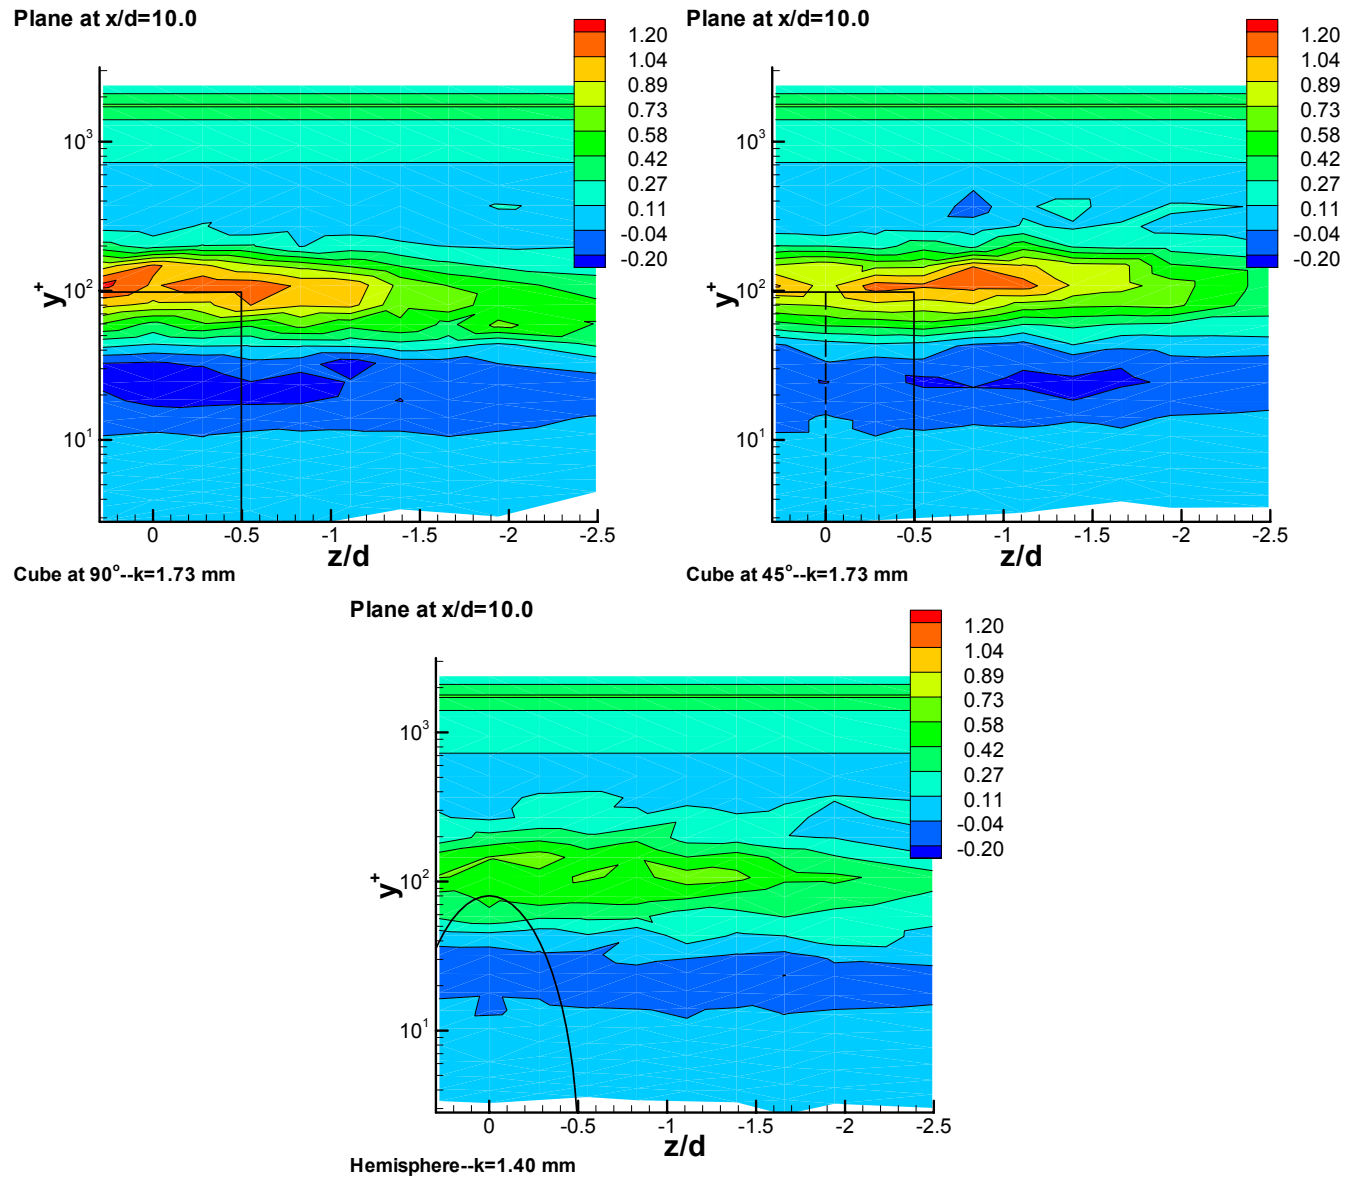 Plane at x/d=10.0
1.20
1.04
0.89
0.73
0.58
0.42
0.27
0.11
-0.04
-0.20
10³
10²
10¹
y⁺
0 -0.5 -1 -1.5 -2 -2.5
z/d
Cube at 90°--k=1.73 mm
Plane at x/d=10.0
1.20
1.04
0.89
0.73
0.58
0.42
0.27
0.11
-0.04
-0.20
10³
10²
10¹
y⁺
0 -0.5 -1 -1.5 -2 -2.5
z/d
Cube at 45°--k=1.73 mm
Plane at x/d=10.0
1.20
1.04
0.89
0.73
0.58
0.42
0.27
0.11
-0.04
-0.20
10³
10²
10¹
y⁺
0 -0.5 -1 -1.5 -2 -2.5
z/d
Hemisphere--k=1.40 mm